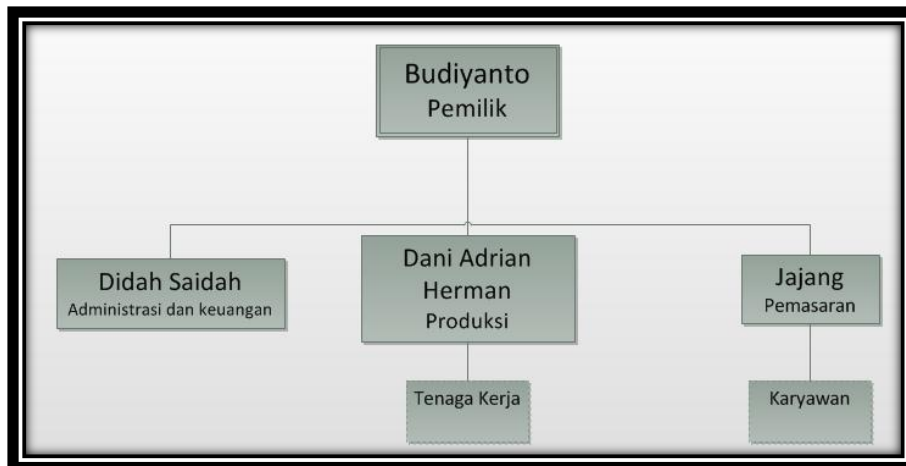 Budiyanto
Pemilik
Didah Saidah
Administrasi dan keuangan
Dani Adrian
Herman
Produksi
Jajang
Pemasaran
Tenaga Kerja
Karyawan